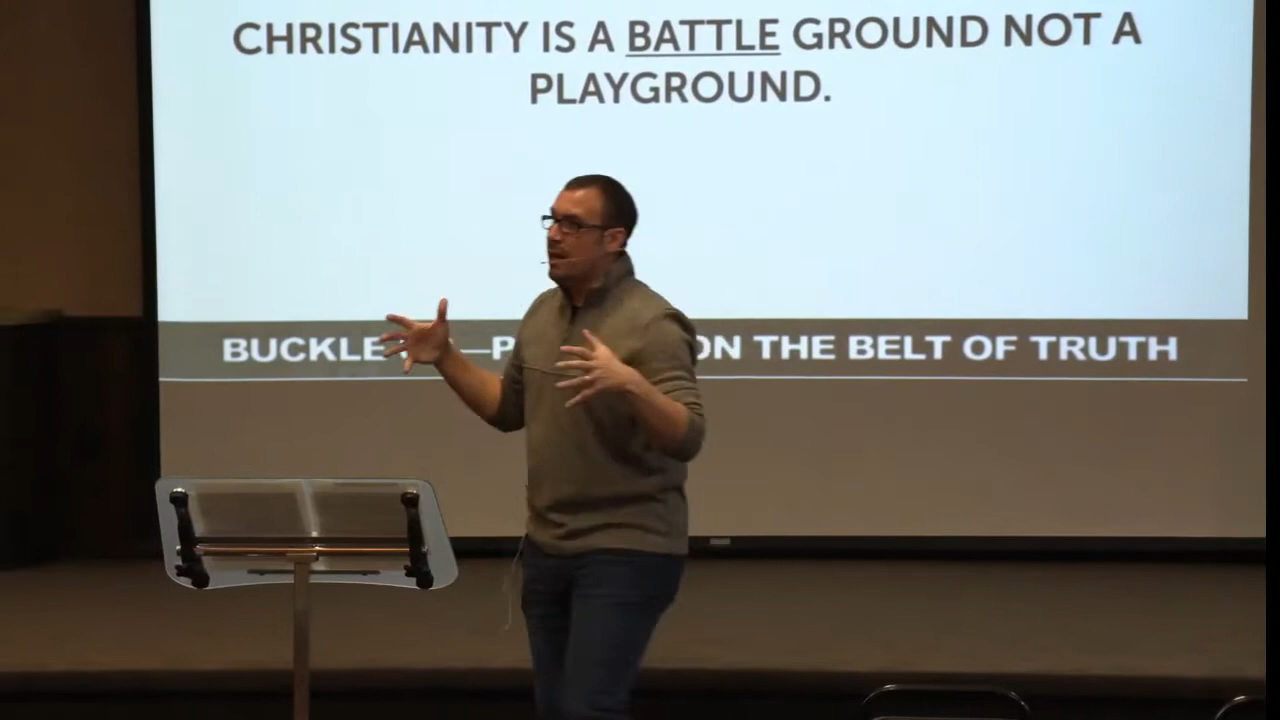 CHRISTIANITY IS A BATTLE GROUND NOT A
PLAYGROUND.
BUCKLE ON THE BELT OF TRUTH